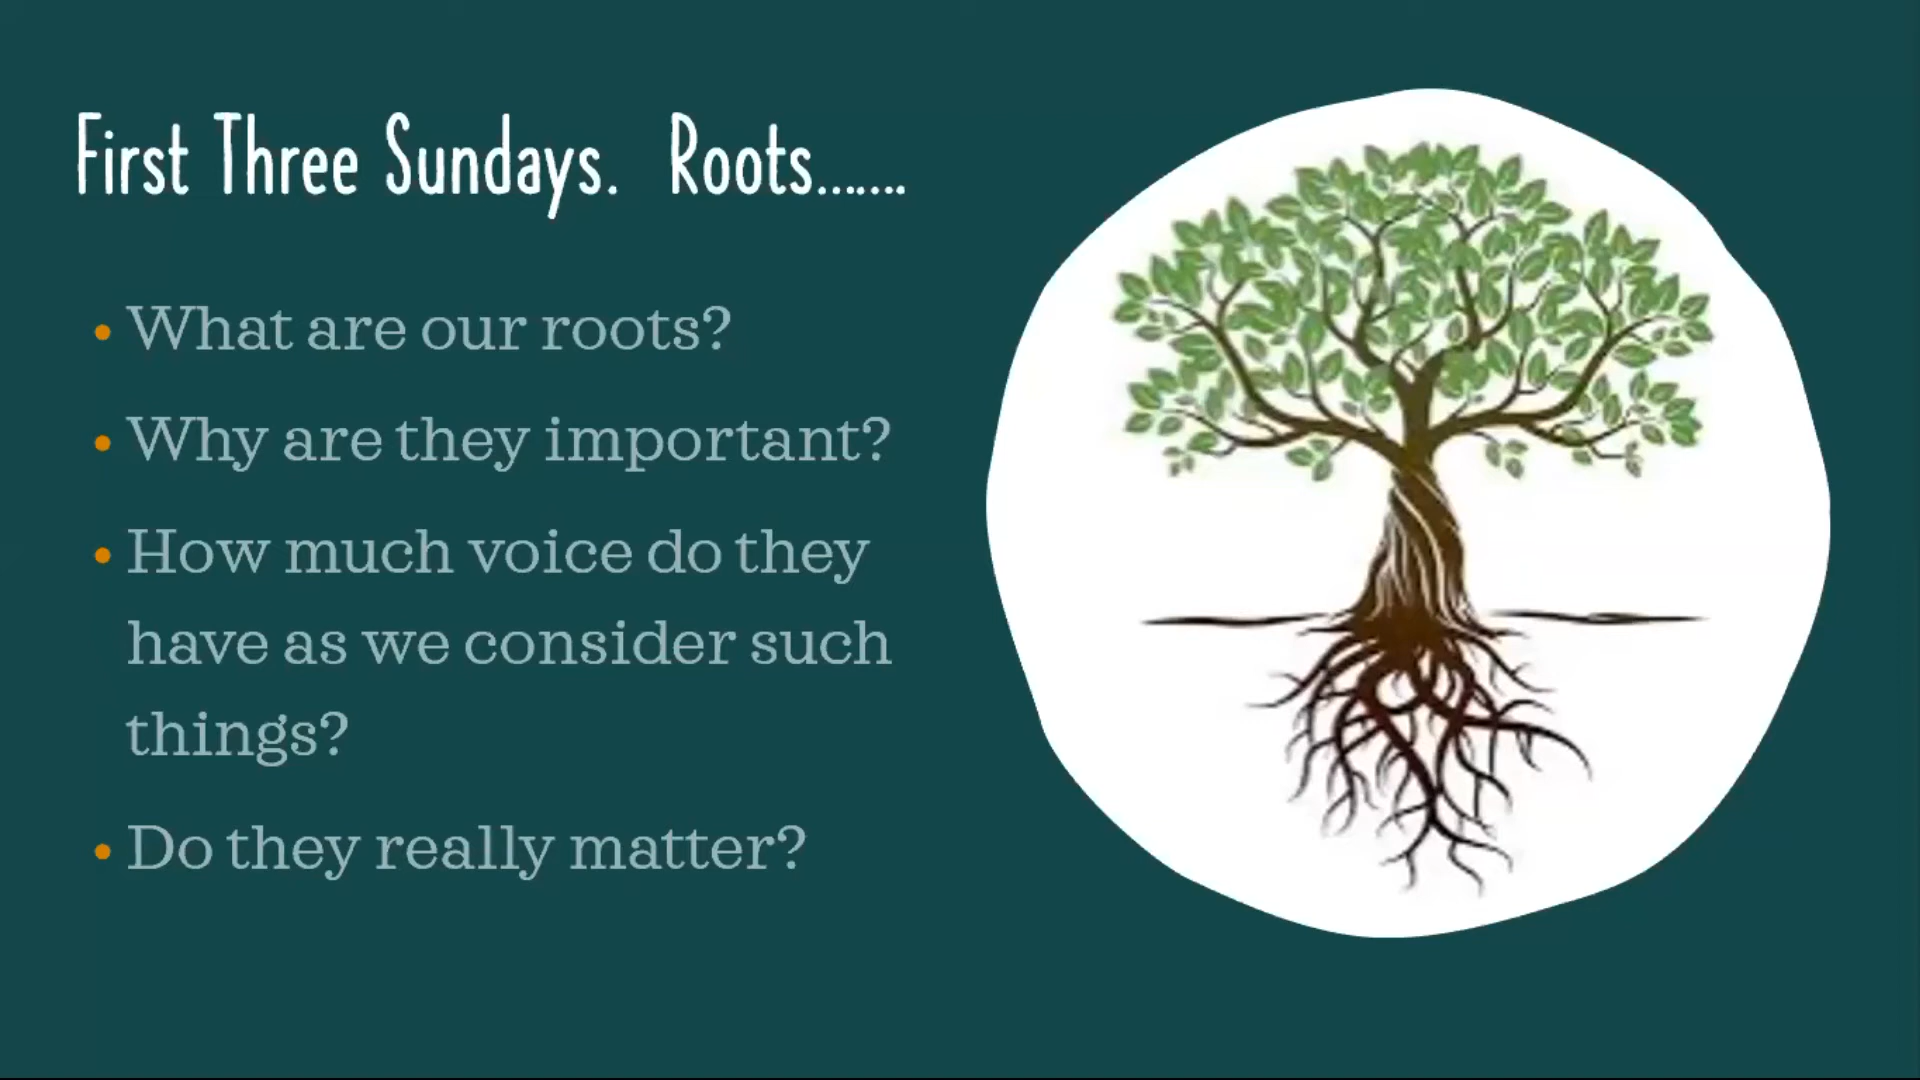 First Three Sundays.  Roots.......
• What are our roots?
• Why are they important?
• How much voice do they
have as we consider such
things?
• Do they really matter?